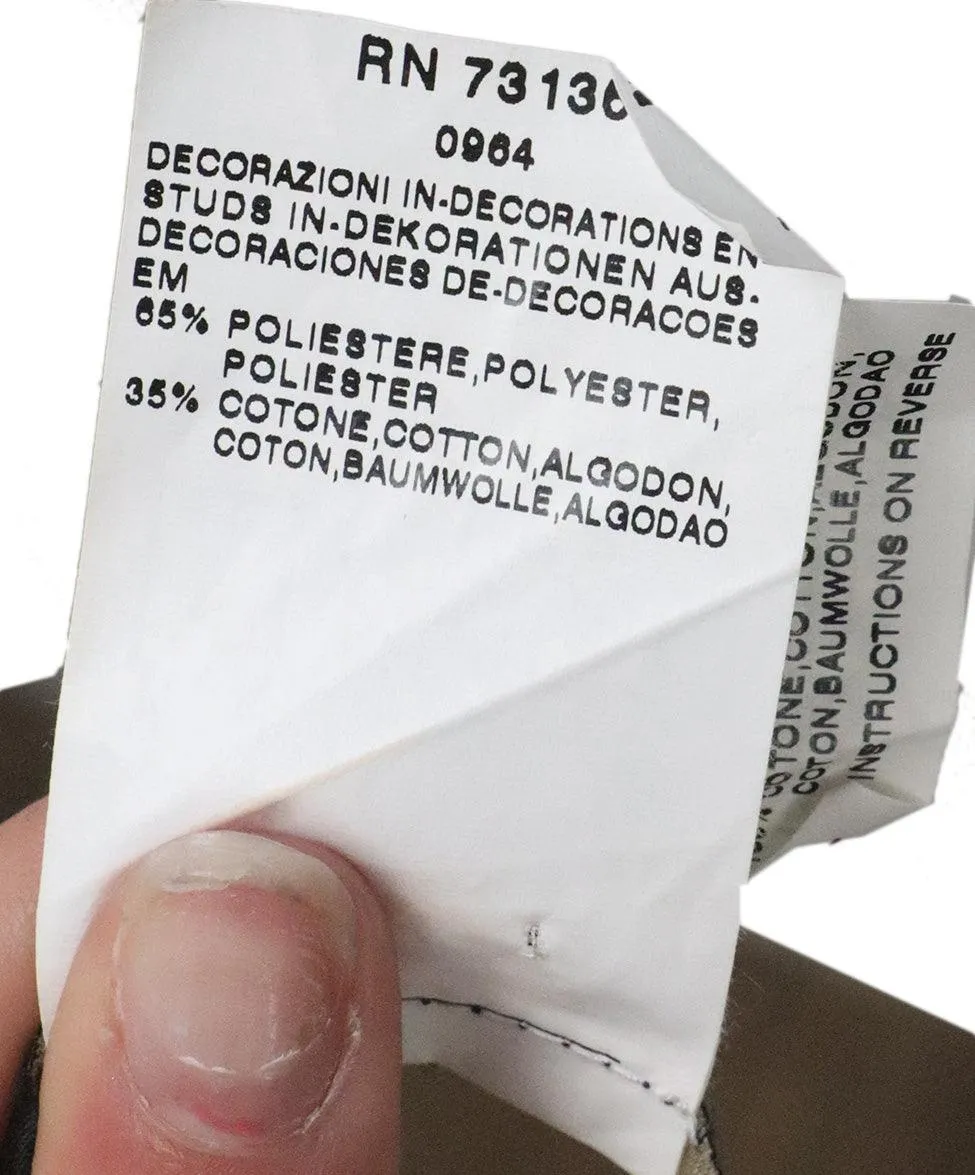 RN 73136
0964
DECORAZIONI IN-DECORATIONS EN
STUDS IN-DEKORATIONEN AUS-
DECORACIONES DE-DECORACOES
EM
65% POLIESTERE,POLYESTER,
POLIESTER
35% COTONE,COTTON,ALGODON,
COTON,BAUMWOLLE,ALGODAO
COTON,BAUMWOLLE,ALGODAO
INSTRUCTIONS ON REVERSE